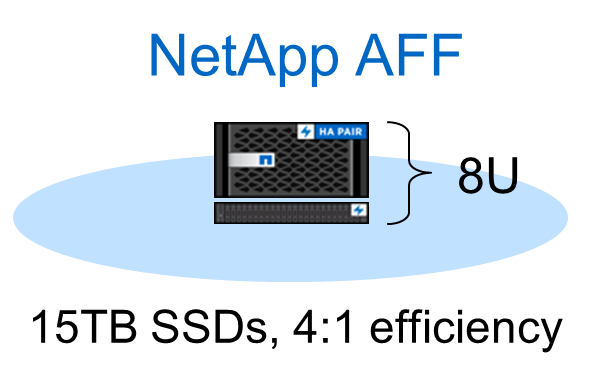 NetApp AFF
HA PAIR
8U
15TB SSDs, 4:1 efficiency